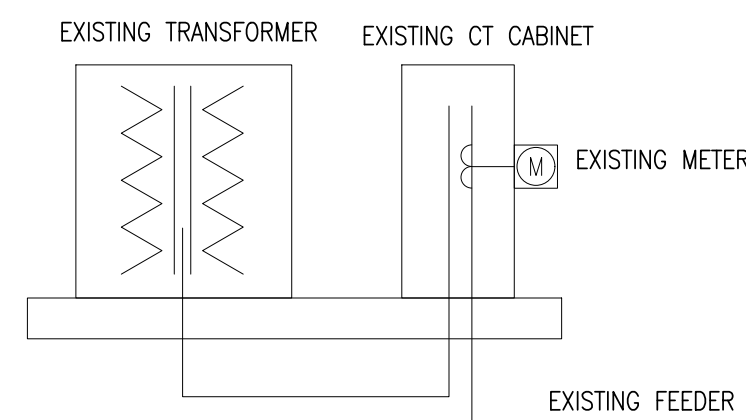 EXISTING TRANSFORMER
EXISTING CT CABINET
M
EXISTING METER
EXISTING FEEDER